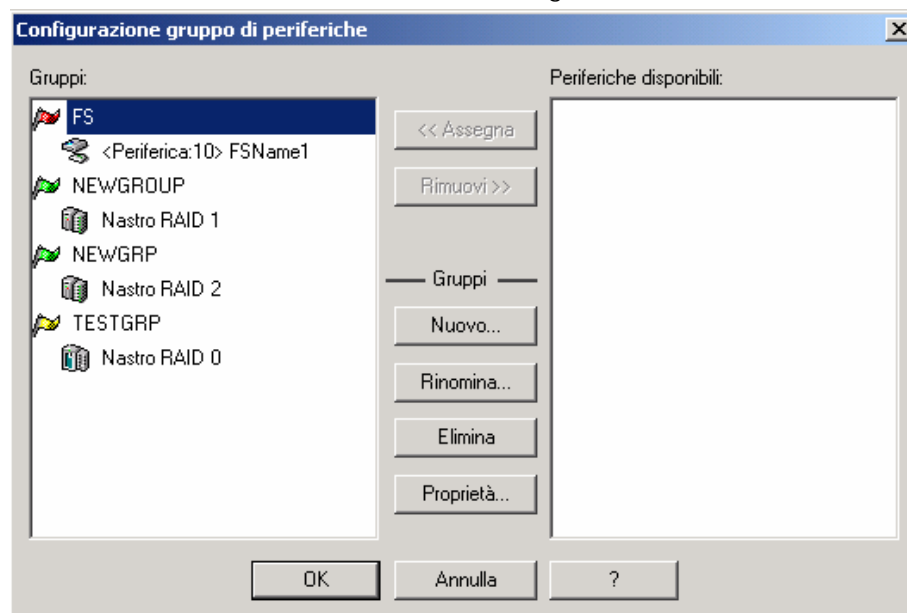 Configurazione gruppo di periferiche
Gruppi:
Periferiche disponibili:
FS
<Periferica:10> FSName1
NEWGROUP
Nastro RAID 1
NEWGRP
Nastro RAID 2
TESTGRP
Nastro RAID 0
<< Assegna
Rimuovi >>
Gruppi
Nuovo...
Rinomina...
Elimina
Proprietà...
OK
Annulla
?